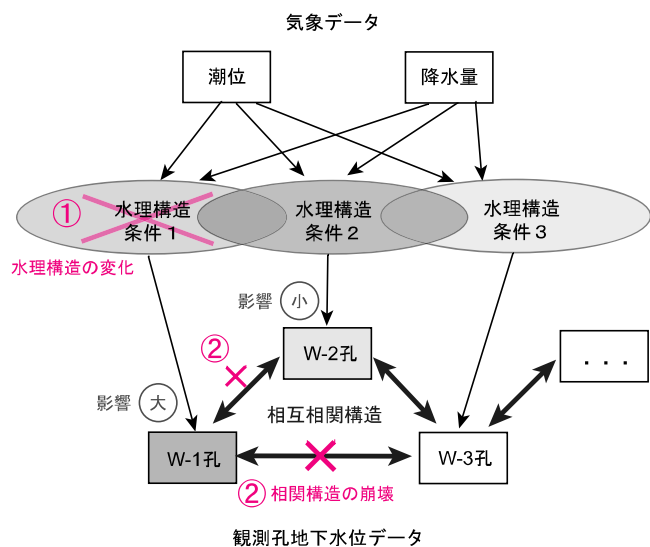 気象データ
潮位
降水量
①
水理構造
条件1
水理構造
条件2
水理構造
条件3
水理構造の変化
影響 小
②
W-2孔
・・・
影響 大
相互相関構造
W-1孔
W-3孔
② 相関構造の崩壊
観測孔地下水位データ